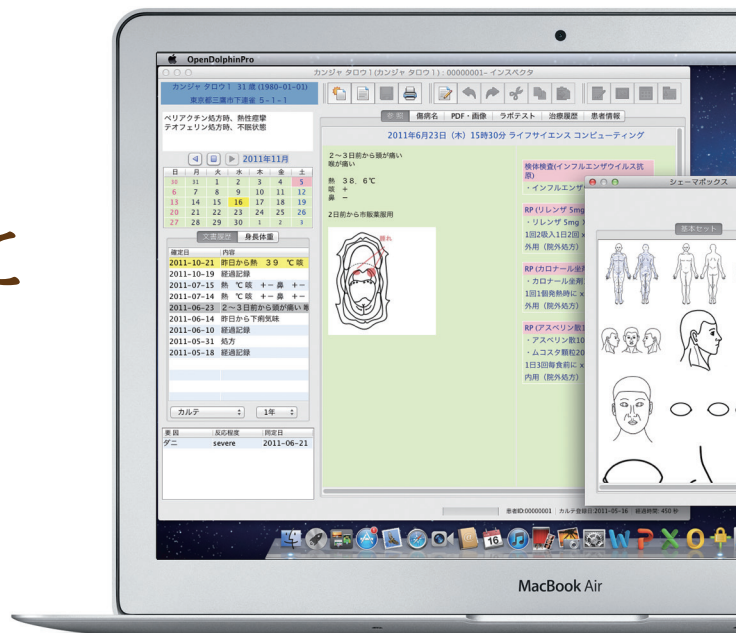 OpenDolphinPro
カンジャ タロウ1(カンジャ タロウ1) : 00000001- インスペクタ
カンジャ タロウ1 31 歳 (1980-01-01)
東京都三鷹市下連雀 5-1-1
ペリアクチン処方時、熱性痙攣
テオフェリン処方時、不眠状態
2011年11月
日 月 火 水 木 金 土
30 31 1 2 3 4 5
6 7 8 9 10 11 12
13 14 15 16 17 18 19
20 21 22 23 24 25 26
27 28 29 30 1 2 3
文書履歴 身長体重
確定日 内容
2011-10-21 昨日から熱 39 ℃ 咳
2011-10-19 経過記録
2011-07-15 熱 ℃ 咳 +- 鼻 +-
2011-07-14 熱 ℃ 咳 +- 鼻 +-
2011-06-23 2〜3日前から頭が痛い 喉
2011-06-14 昨日から下痢気味
2011-06-10 経過記録
2011-05-31 処方
2011-05-18 経過記録
カルテ 1年
要因 反応程度 同定日
ダニ severe 2011-06-21
参照 傷病名 PDF・画像 ラボテスト 治療履歴 患者情報
2011年6月23日（木）15時30分 ライフサイエンス コンピューティング
2〜3日前から頭が痛い
喉が痛い
熱 38．6℃
咳 +
鼻 −
2日前から市販薬服用
腫れ
検体検査(インフルエンザウイルス抗
原)
・インフルエンザ
RP (リレンザ 5mg
・リレンザ 5mg
1回2吸入1日2回 x
外用（院外処方）
RP (カロナール坐
・カロナール坐剤
1回1個発熱時に x
外用（院外処方）
RP (アスベリン散1
・アスベリン散10
・ムコスタ顆粒20
1日3回毎食前に x
内用（院外処方）
シェーマボックス
基本セット
患者ID:00000001 カルテ登録日:2011-05-16 経過時間: 450 秒
16
MacBook Air